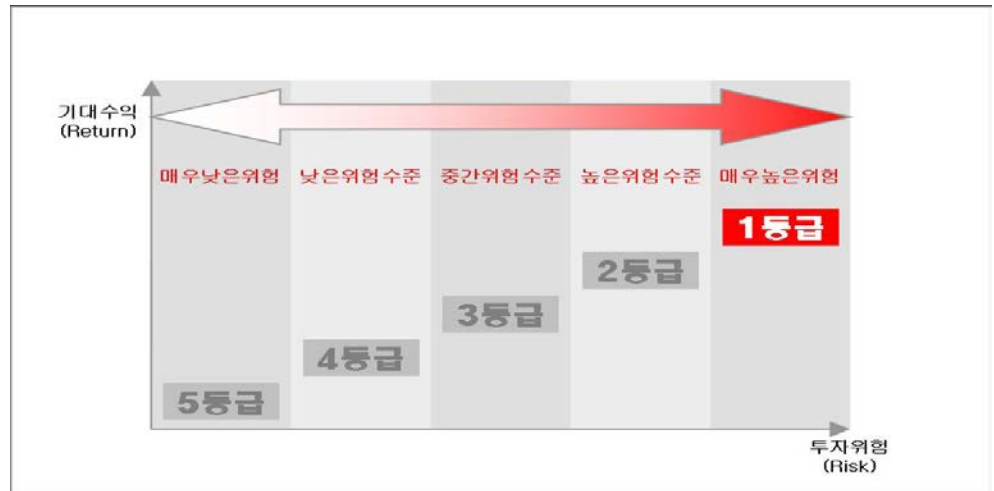 기대수익
(Return)
매우낮은위험 낮은위험수준 중간위험수준 높은위험수준 매우높은위험
1등급
2등급
3등급
4등급
5등급
투자위험
(Risk)